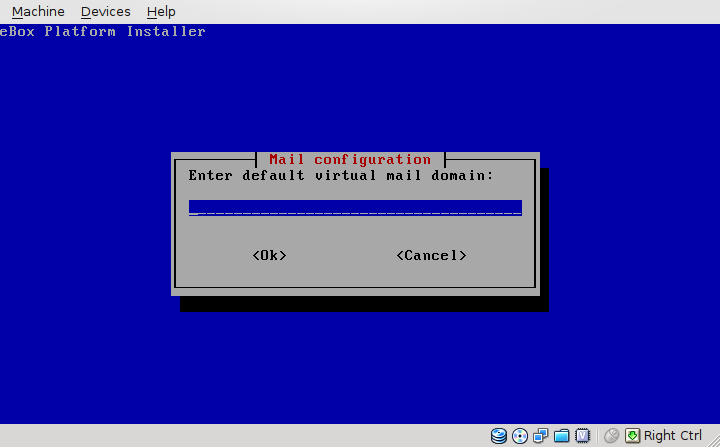 Machine Devices Help
eBox Platform Installer
Mail configuration
Enter default virtual mail domain:
<Ok> <Cancel>
Right Ctrl